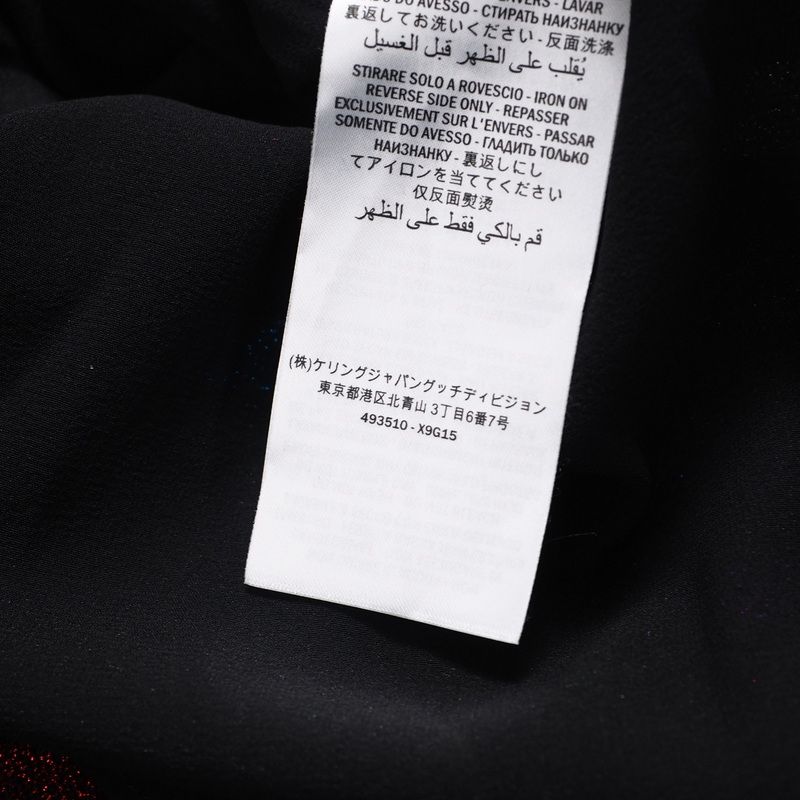 DO AVESSO - СТИРАТЬ НАИЗНАНКУ
裏返してお洗いください - 反面洗涤
يُقلب على الظهر قبل الغسيل
STIRARE SOLO A ROVESCIO - IRON ON
REVERSE SIDE ONLY - REPASSER
EXCLUSIVEMENT SUR L'ENVERS - PASSAR
SOMENTE DO AVESSO - ГЛАДИТЬ ТОЛЬКО
НАИЗНАНКУ - 裏返しにし
てアイロンを当ててください
仅反面熨烫
قم بالكي فقط على الظهر
(株)ケリングジャパングッチディビジョン
東京都港区北青山 3丁目6番7号
493510 - X9G15